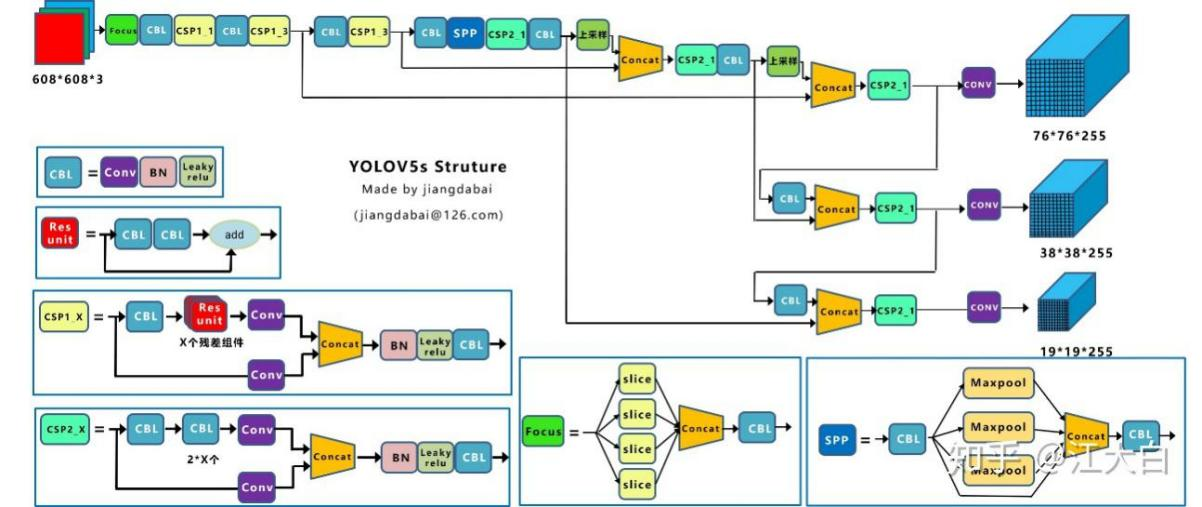 Focus CBL CSP1_1 CBL CSP1_3 CBL CSP1_3 CBL SPP CSP2_1 CBL 上采样
Concat CSP2_1 CBL 上采样
Concat CSP2_1 CONV
608*608*3
76*76*255
CBL = Conv BN Leaky relu
YOLOV5s Struture
Made by jiangdabai
(jiangdabai@126.com)
CBL Concat CSP2_1 CONV
38*38*255
Res unit = CBL CBL add
CBL Concat CSP2_1 CONV
19*19*255
CSP1_X = CBL Res unit Conv
X个残差组件
Concat BN Leaky relu CBL
Conv
CSP2_X = CBL CBL Conv
2*X个
Concat BN Leaky relu CBL
Conv
Focus =
slice
slice
slice
slice
Concat CBL
SPP = CBL
Maxpool
Maxpool
Maxpool
Concat CBL
知乎 @江大白